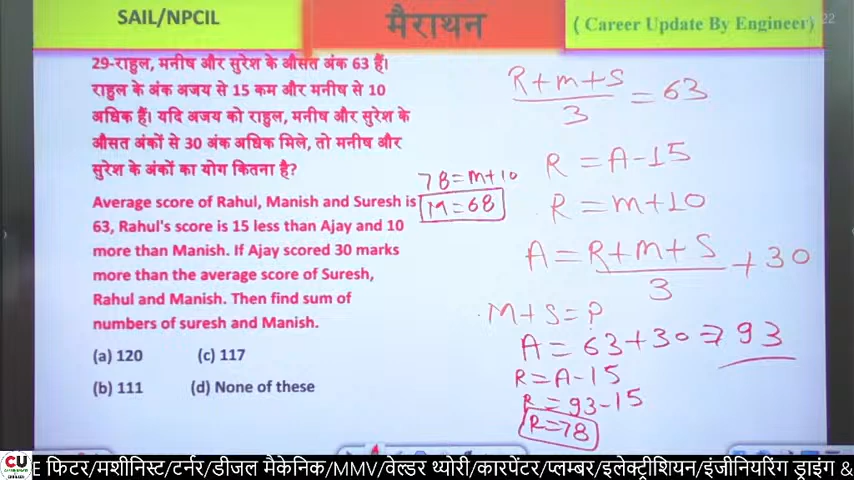 SAIL/NPCIL
मैराथन
( Career Update By Engineer)
22
29-राहुल, मनीष और सुरेश के औसत अंक 63 हैं।
राहुल के अंक अजय से 15 कम और मनीष से 10
अधिक हैं। यदि अजय को राहुल, मनीष और सुरेश के
औसत अंकों से 30 अंक अधिक मिले, तो मनीष और
सुरेश के अंकों का योग कितना है?
Average score of Rahul, Manish and Suresh is
63, Rahul's score is 15 less than Ajay and 10
more than Manish. If Ajay scored 30 marks
more than the average score of Suresh,
Rahul and Manish. Then find sum of
numbers of suresh and Manish.
(a) 120 (c) 117
(b) 111 (d) None of these
78=M+10
M=68
R+M+S
3
=63
R=A-15
R=M+10
A=R+M+S
3
+30
M+S=?
A=63+30⇒93
R=A-15
R=93-15
R=78
CU
E फिटर/मशीनिस्ट/टर्नर/डीजल मैकेनिक/MMV/वेल्डर थ्योरी/कारपेंटर/प्लम्बर/इलेक्ट्रीशियन/इंजीनियरिंग ड्राइंग &